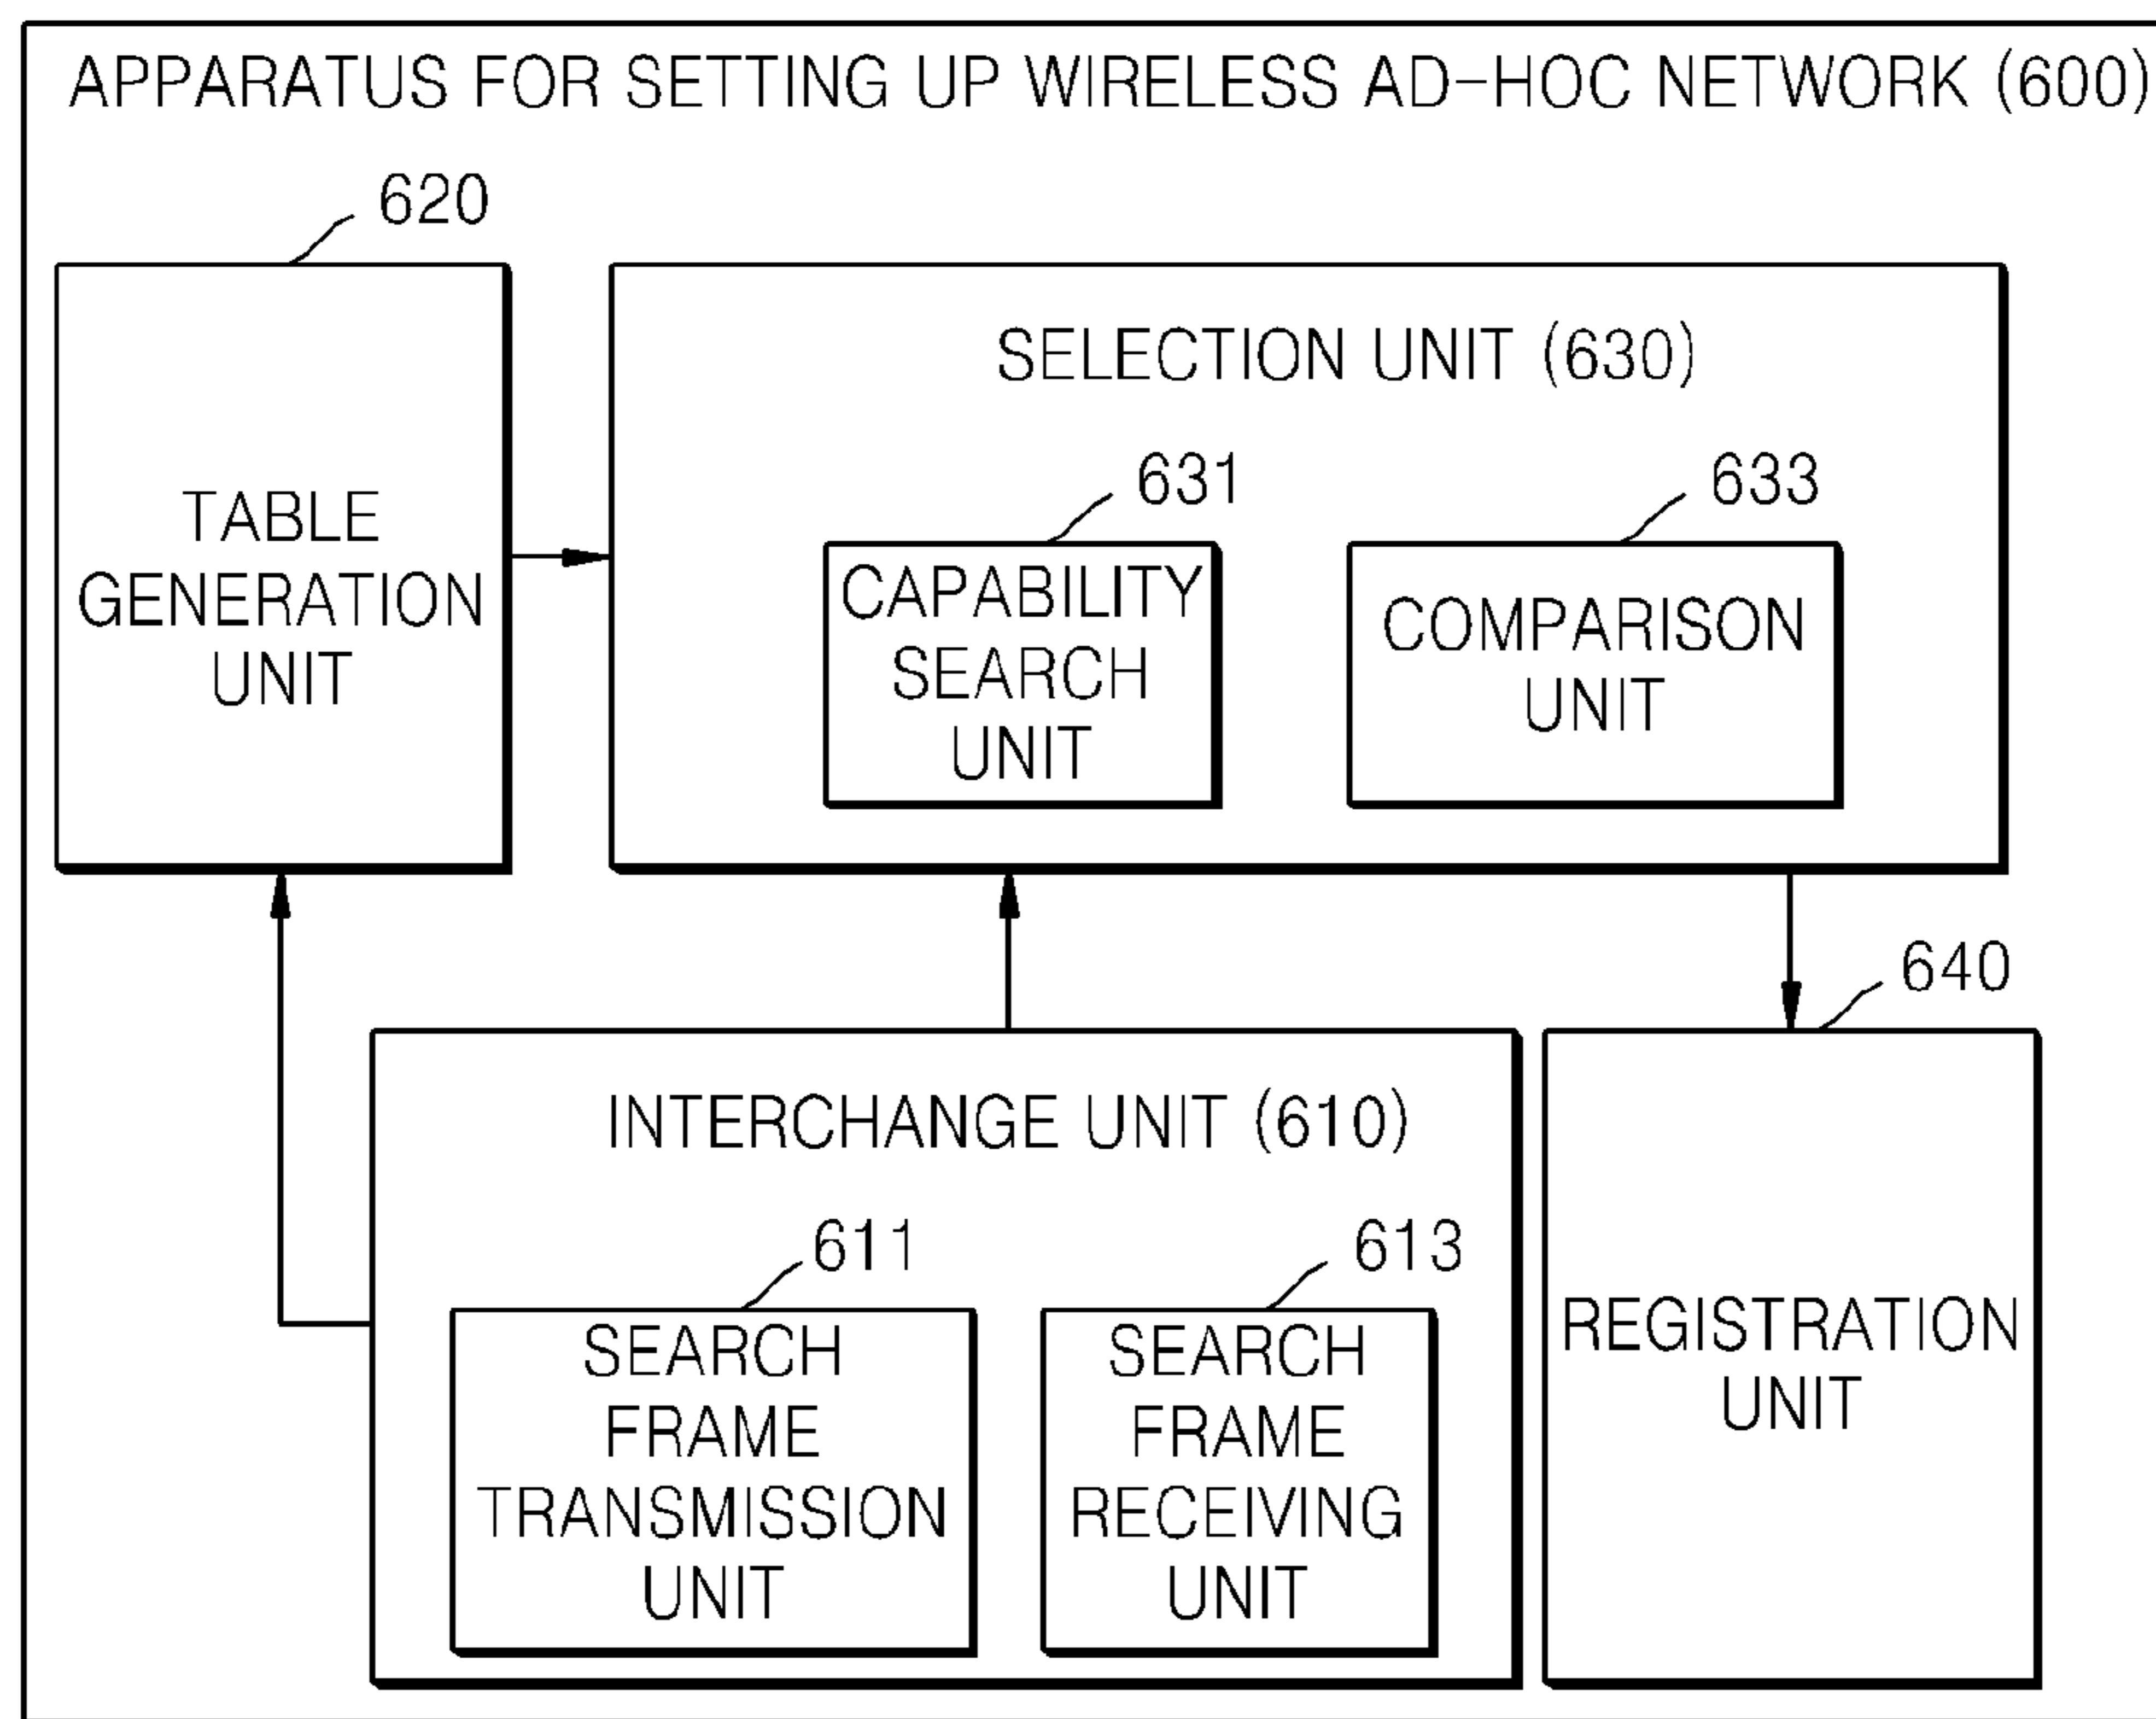 APPARATUS FOR SETTING UP WIRELESS AD-HOC NETWORK (600)
620
TABLE
GENERATION
UNIT
SELECTION UNIT (630)
631
CAPABILITY
SEARCH
UNIT
633
COMPARISON
UNIT
INTERCHANGE UNIT (610)
611
SEARCH
FRAME
TRANSMISSION
UNIT
613
SEARCH
FRAME
RECEIVING
UNIT
640
REGISTRATION
UNIT